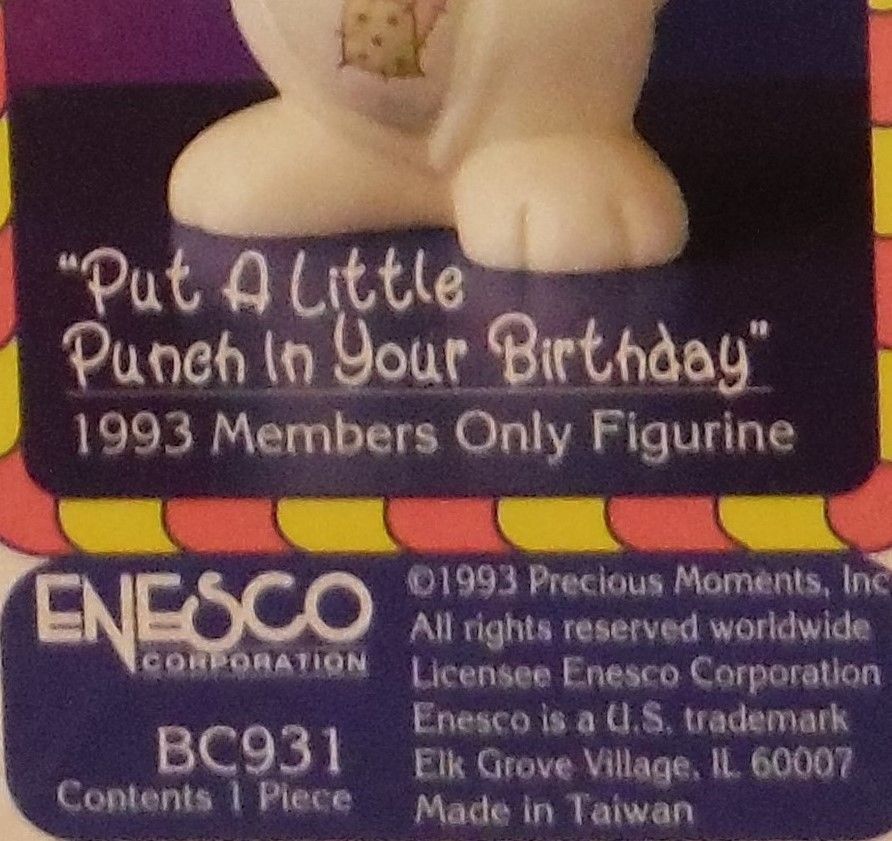 "Put A Little
Punch In Your Birthday"
1993 Members Only Figurine
ENESCO
CORPORATION
BC931
Contents 1 Piece
©1993 Precious Moments, Inc
All rights reserved worldwide
Licensee Enesco Corporation
Enesco is a U.S. trademark
Elk Grove Village, IL 60007
Made in Taiwan